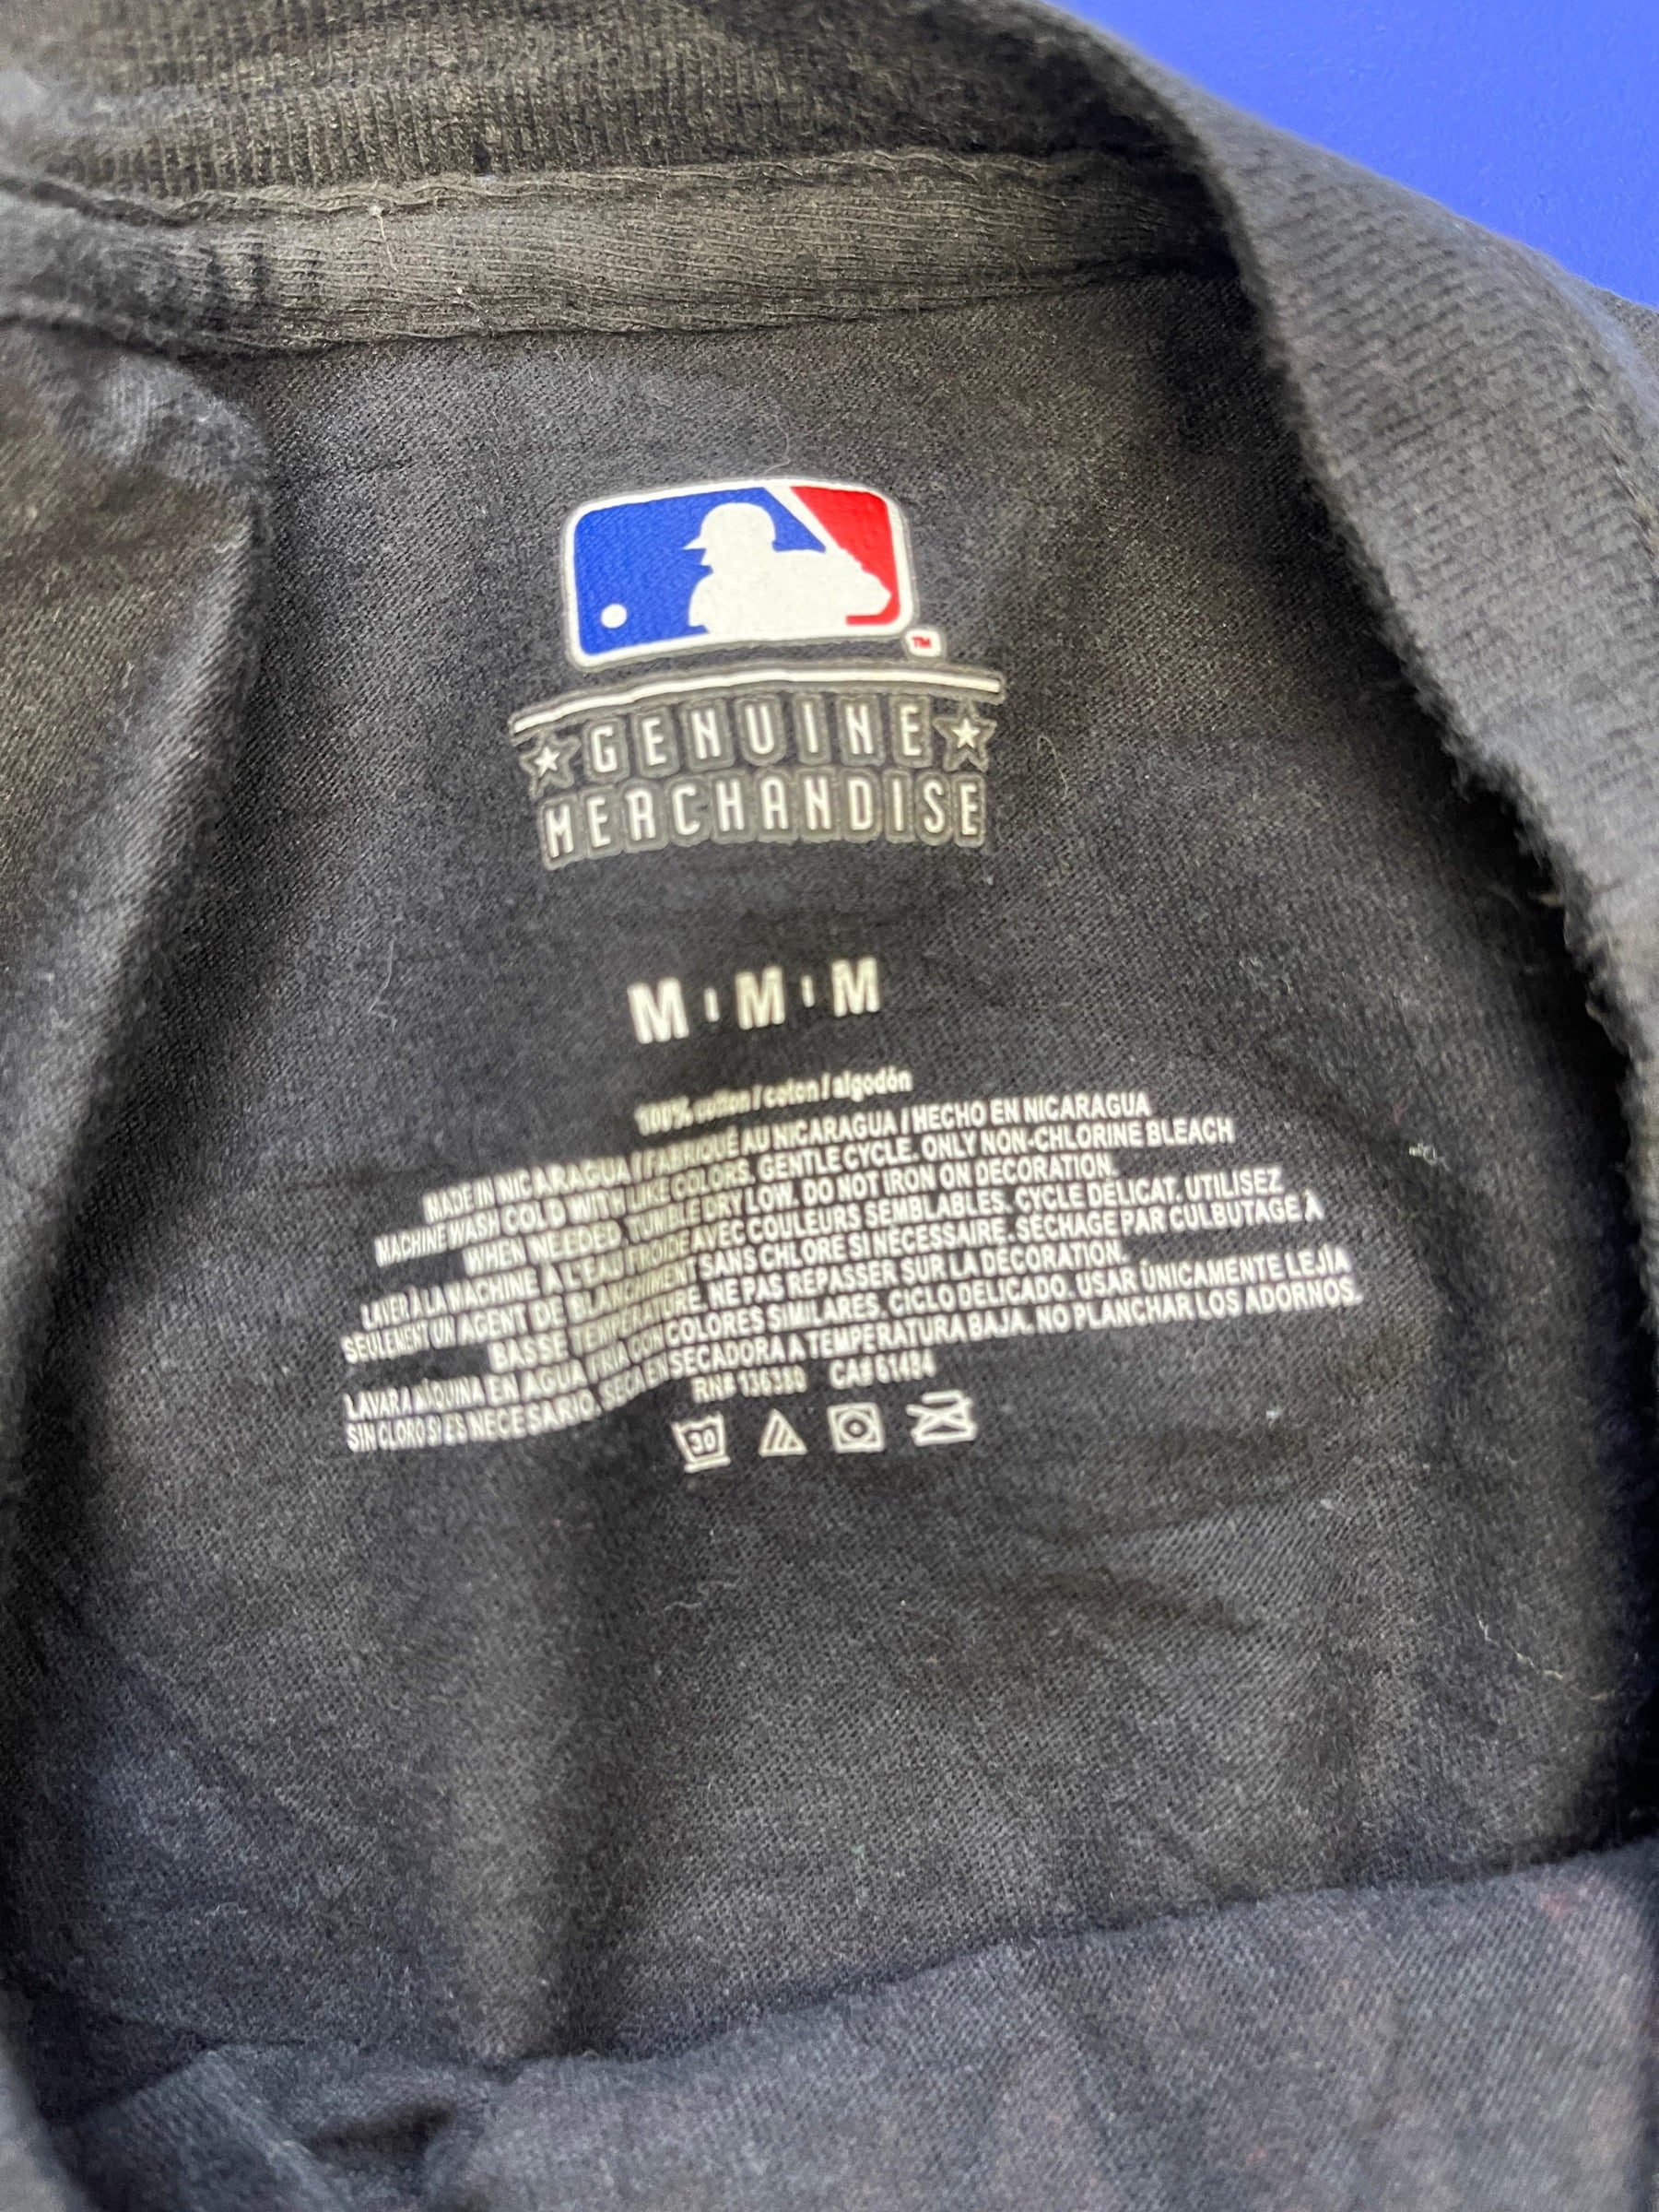 TM
GENUINE
MERCHANDISE
M M M
100% cotton / coton / algodón
MADE IN NICARAGUA / FABRIQUÉ AU NICARAGUA / HECHO EN NICARAGUA
MACHINE WASH COLD WITH LIKE COLORS. GENTLE CYCLE. ONLY NON-CHLORINE BLEACH
WHEN NEEDED. TUMBLE DRY LOW. DO NOT IRON ON DECORATION.
LAVER À LA MACHINE À L'EAU FROIDE AVEC COULEURS SEMBLABLES. CYCLE DÉLICAT. UTILISEZ
SEULEMENT UN AGENT DE BLANCHIMENT SANS CHLORE SI NÉCESSAIRE. SÉCHAGE PAR CULBUTAGE À
BASSE TEMPÉRATURE. NE PAS REPASSER SUR LA DÉCORATION.
LAVAR A MÁQUINA EN AGUA FRIA CON COLORES SIMILARES. CICLO DELICADO. USAR ÚNICAMENTE LEJÍA
SIN CLORO SI ES NECESARIO. SECA EN SECADORA A TEMPERATURA BAJA. NO PLANCHAR LOS ADORNOS.
RN# 136380 CA# 61484
30